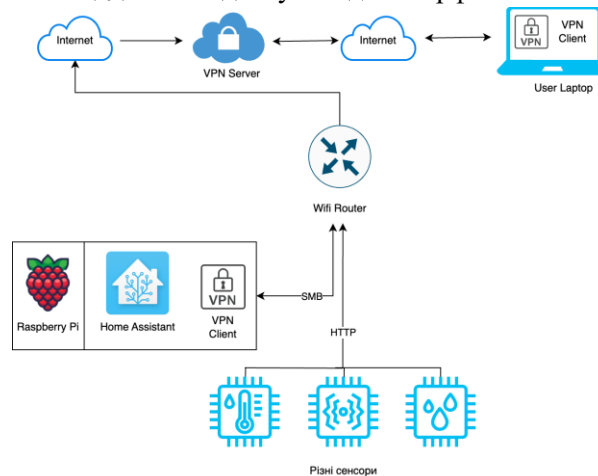 Internet
VPN Server
Internet
VPN
VPN
Client
User Laptop
Wifi Router
Raspberry Pi
Home Assistant
VPN
VPN
Client
SMB
HTTP
Різні сенсори